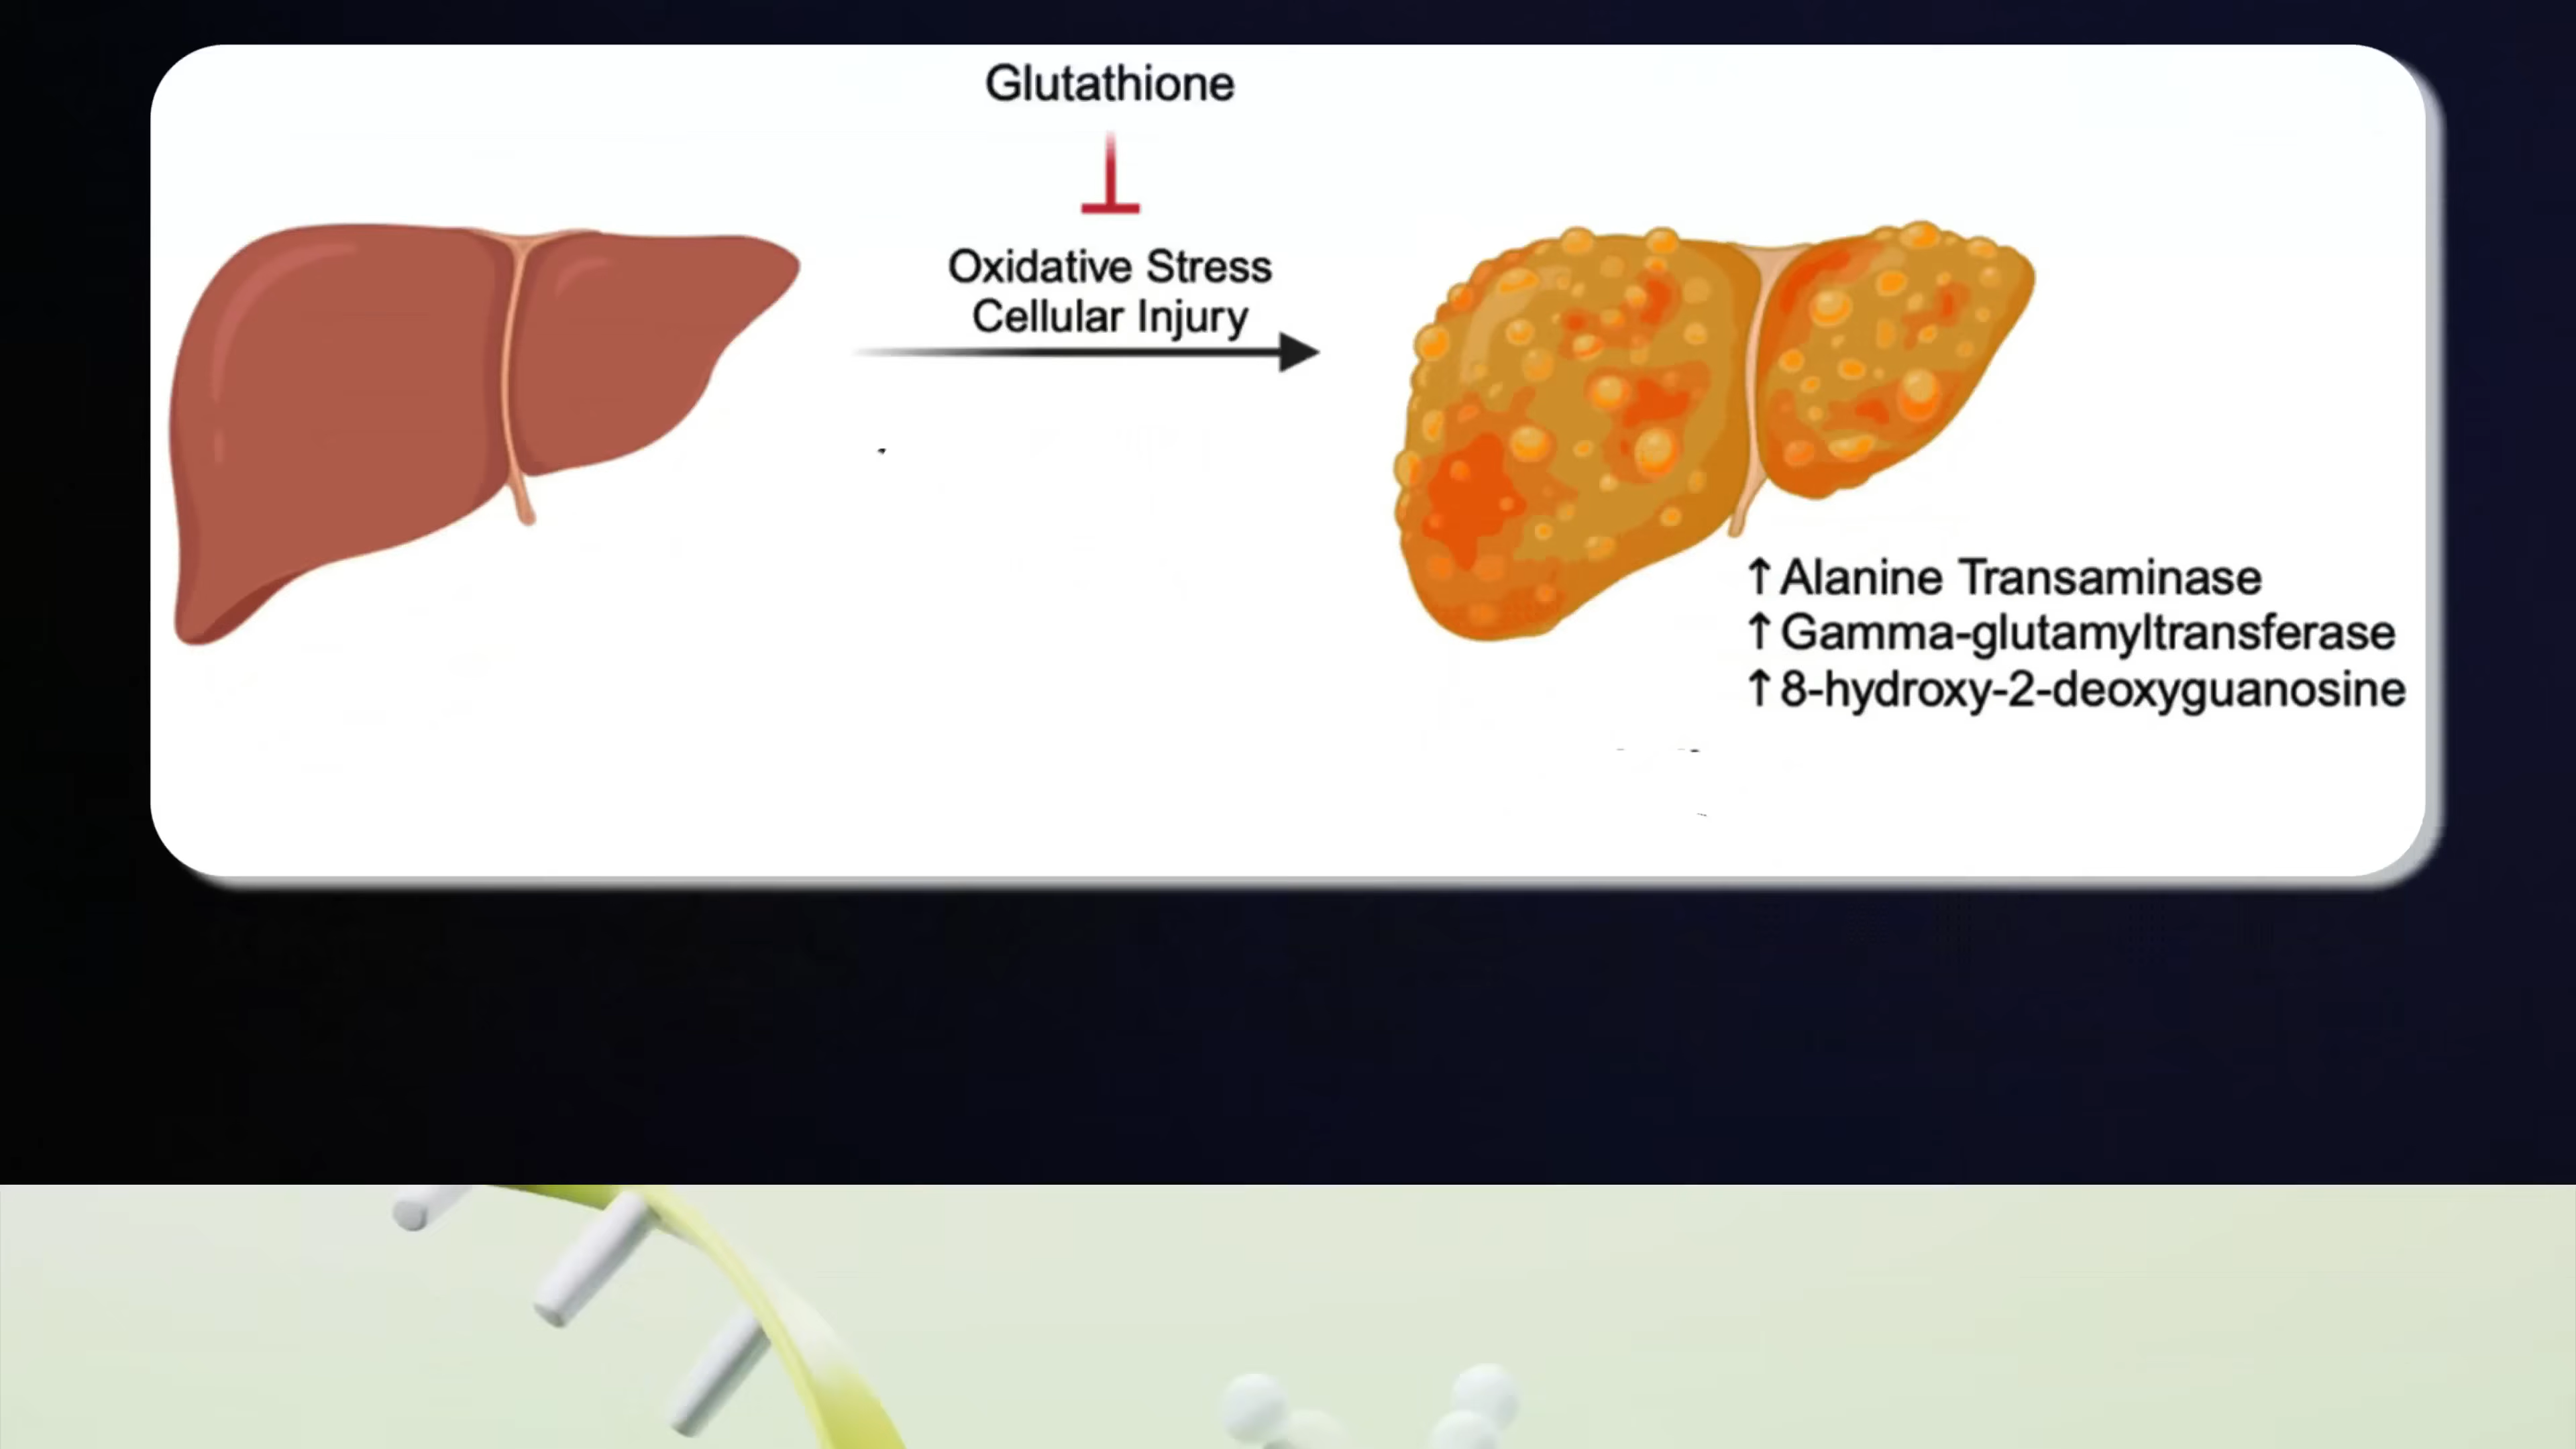 Glutathione
Oxidative Stress
Cellular Injury
↑Alanine Transaminase
↑Gamma-glutamyltransferase
↑8-hydroxy-2-deoxyguanosine